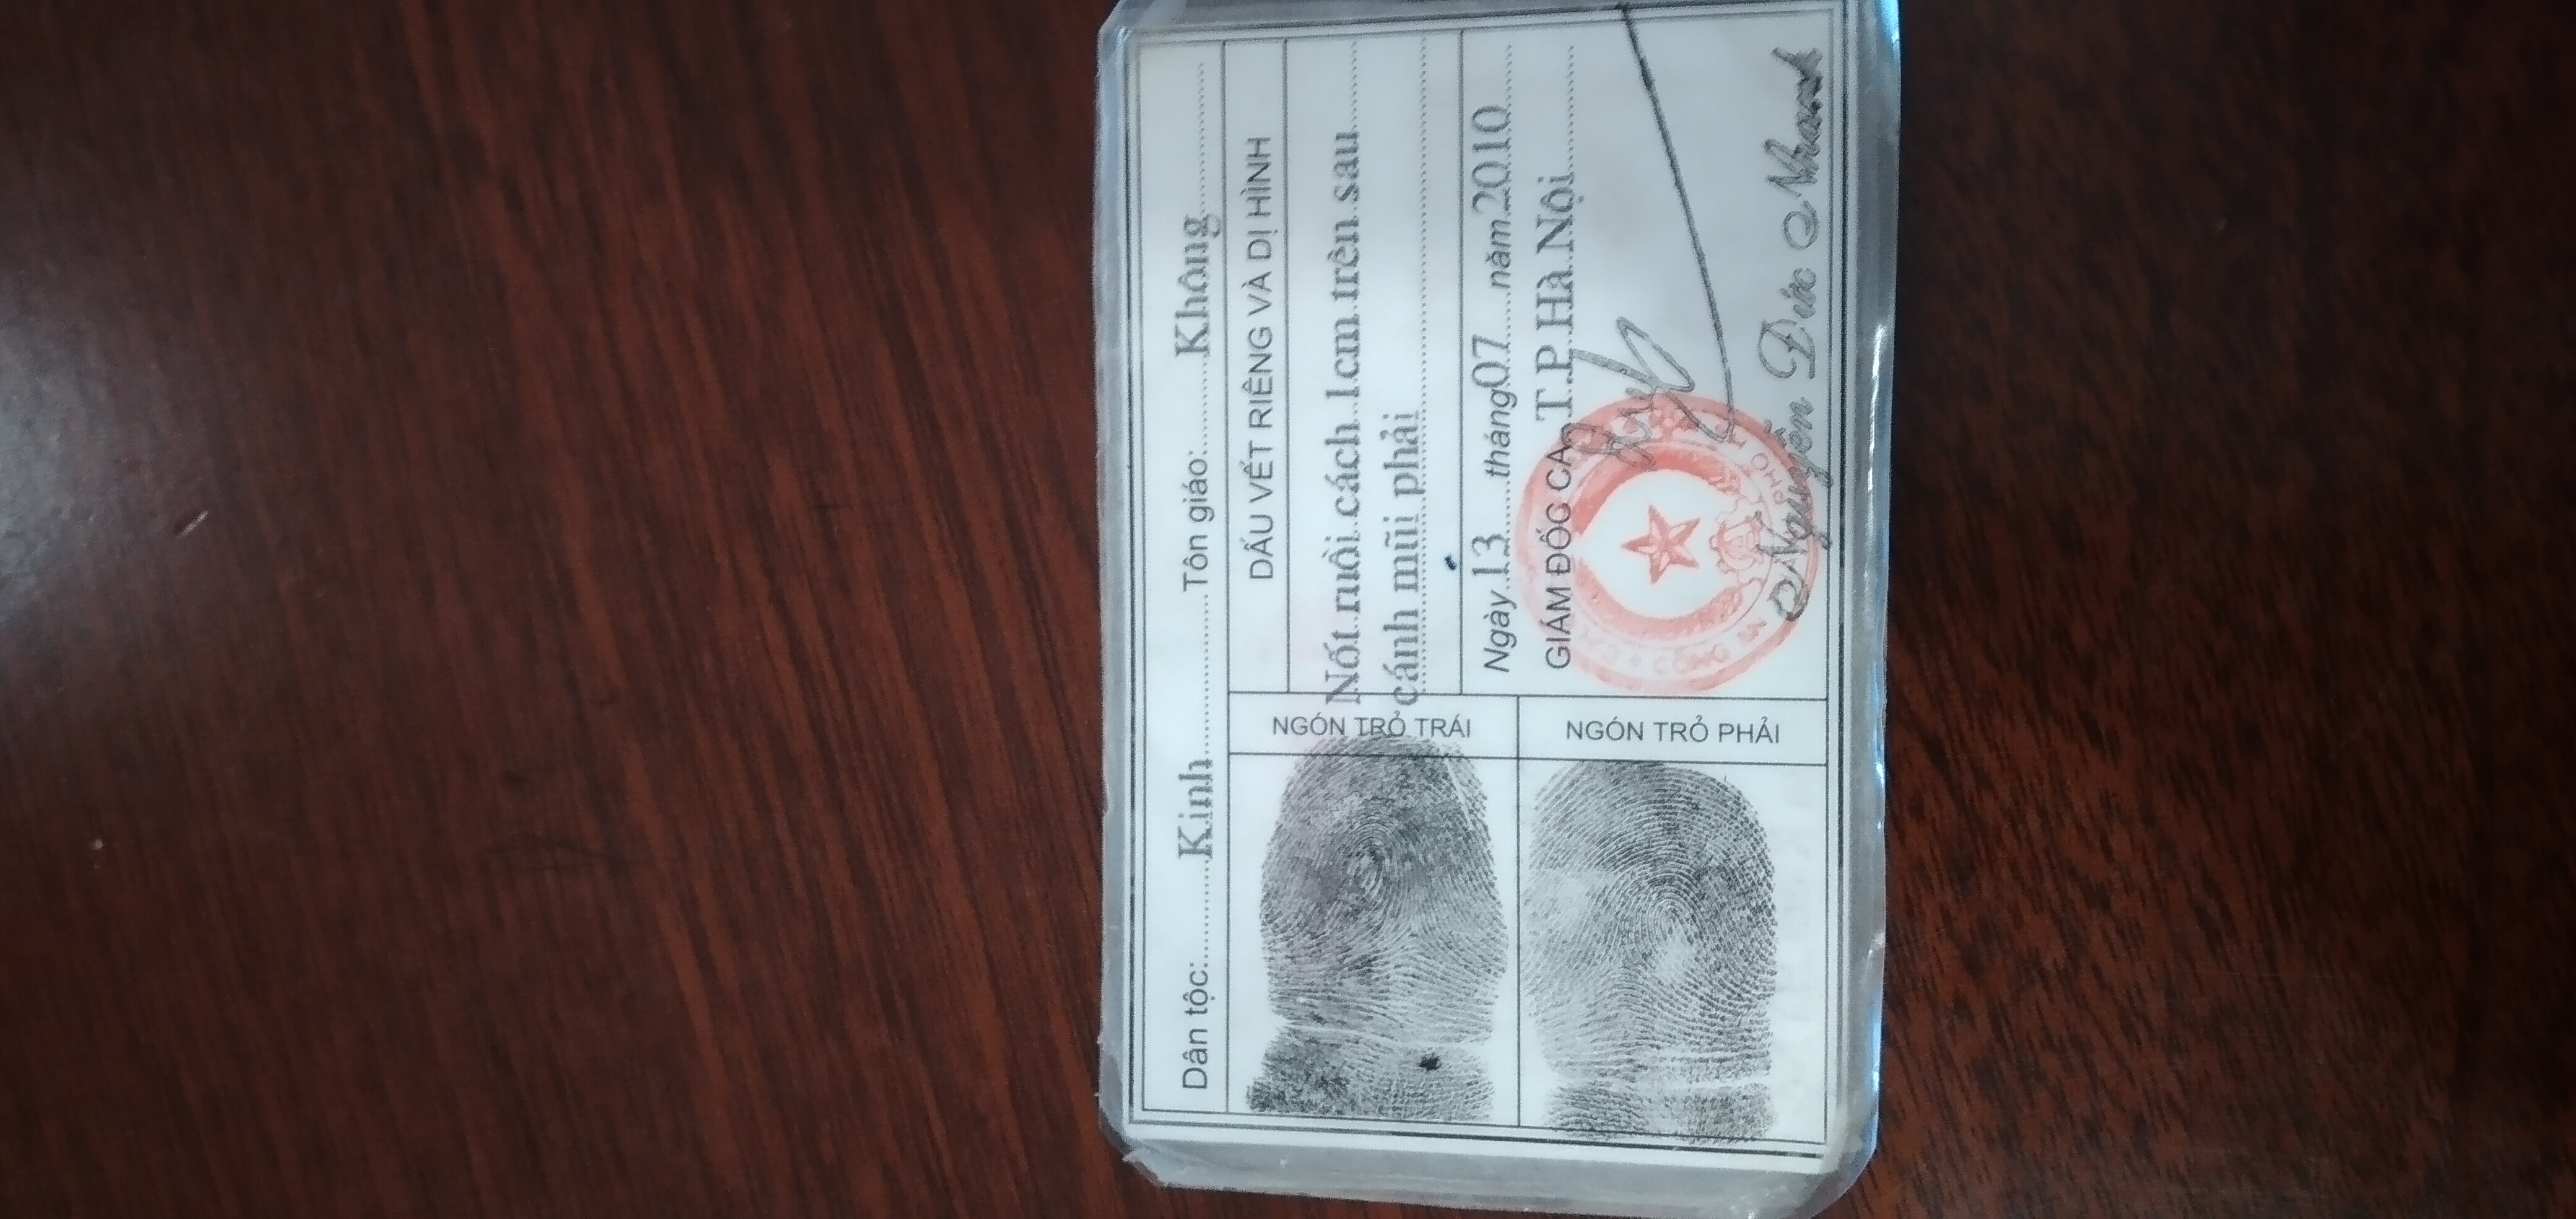 Dân tộc: Kinh Tôn giáo: Không
NGÓN TRỎ TRÁI
DẤU VẾT RIÊNG VÀ DỊ HÌNH
Nốt ruồi cách 1cm trên sau
cánh mũi phải
NGÓN TRỎ PHẢI
Ngày 13 tháng 07 năm 2010
GIÁM ĐỐC CA T.P Hà Nội
Nguyễn Đức Nhanh